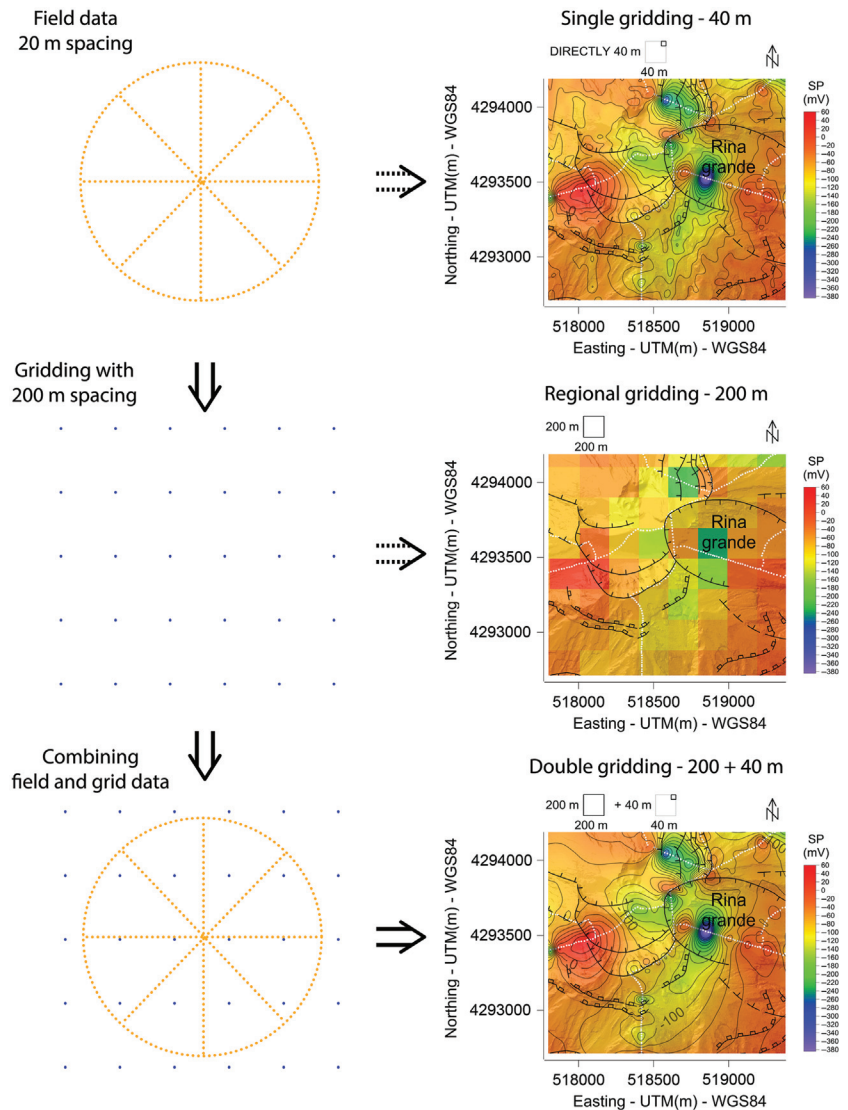 Field data
20 m spacing
Single gridding - 40 m
DIRECTLY 40 m
40 m
N
SP
(mV)
60
40
20
0
−20
−40
−60
−80
−100
−120
−140
−160
−180
−200
−220
−240
−260
−280
−300
−320
−340
−360
−380
Rina
grande
4294000
4293500
4293000
Northing - UTM(m) - WGS84
518000 518500 519000
Easting - UTM(m) - WGS84
Gridding with
200 m spacing
Regional gridding - 200 m
200 m
200 m
N
SP
(mV)
60
40
20
0
−20
−40
−60
−80
−100
−120
−140
−160
−180
−200
−220
−240
−260
−280
−300
−320
−340
−360
−380
Rina
grande
4294000
4293500
4293000
Northing - UTM(m) - WGS84
518000 518500 519000
Easting - UTM(m) - WGS84
Combining
field and grid data
Double gridding - 200 + 40 m
200 m + 40 m
200 m 40 m
N
SP
(mV)
60
40
20
0
−20
−40
−60
−80
−100
−120
−140
−160
−180
−200
−220
−240
−260
−280
−300
−320
−340
−360
−380
Rina
grande
-100
0
-100
4294000
4293500
4293000
Northing - UTM(m) - WGS84
518000 518500 519000
Easting - UTM(m) - WGS84